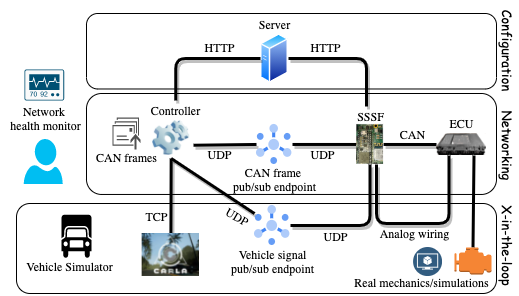 Server
Configuration
HTTP
HTTP
70 92
Network
health monitor
Controller
SSSF
ECU
Networking
CAN frames
UDP
CAN frame
pub/sub endpoint
UDP
CAN
TCP
UDP
Vehicle signal
pub/sub endpoint
UDP
Analog wiring
X-in-the-loop
Vehicle Simulator
CARLA
Real mechanics/simulations